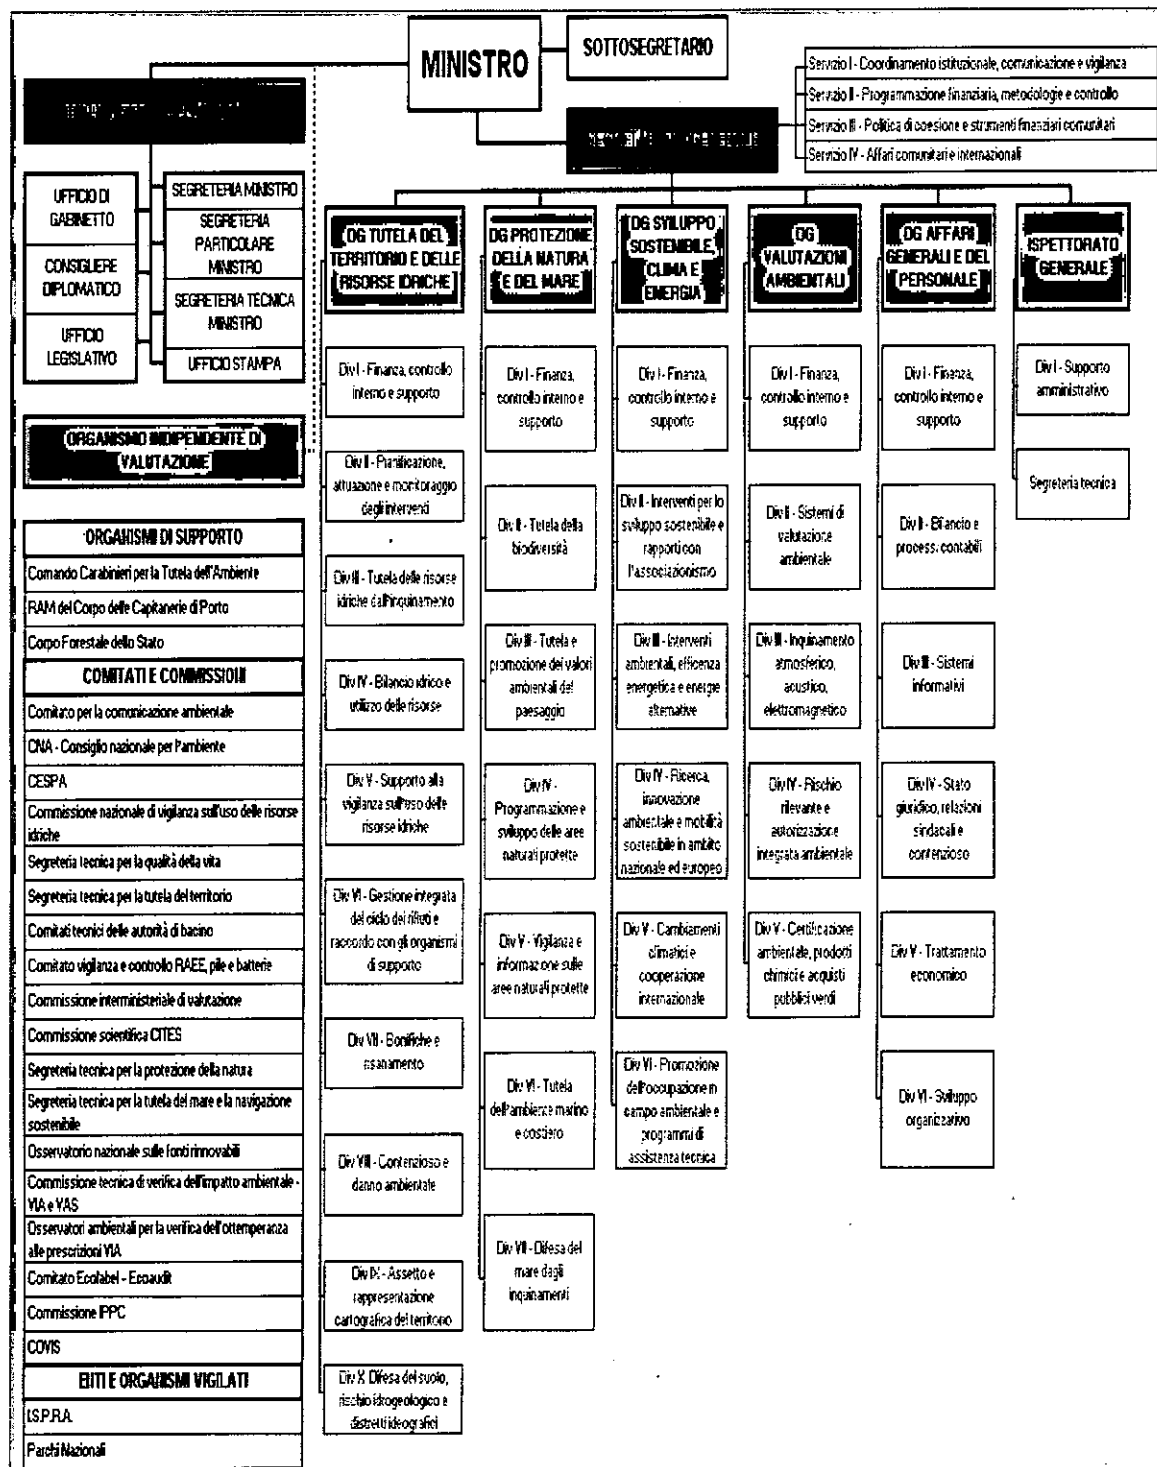 MINISTRO
SOTTOSEGRETARIO
Servizio I - Coordinamento istituzionale, comunicazione e vigilanza
Servizio II - Programmazione finanziaria, metodologie e controllo
Servizio III - Politica di coesione e strumenti finanziari comunitari
Servizio IV - Affari comunitari e internazionali
UFFICIO DI
GABINETTO
CONSIGLIERE
DIPLOMATICO
UFFICIO
LEGISLATIVO
SEGRETERIA MINISTRO
SEGRETERIA
PARTICOLARE
MINISTRO
SEGRETERIA TECNICA
MINISTRO
UFFICIO STAMPA
ORGANISMO INDIPENDENTE DI
VALUTAZIONE
ORGANISMI DI SUPPORTO
Comando Carabinieri per la Tutela dell'Ambiente
RAM del Corpo delle Capitanerie di Porto
Corpo Forestale dello Stato
COMITATI E COMMISSIONI
Comitato per la comunicazione ambientale
CNA - Consiglio nazionale per l'ambiente
CESPA
Commissione nazionale di vigilanza sull'uso delle risorse
idriche
Segreteria tecnica per la qualità della vita
Segreteria tecnica per la tutela del territorio
Comitati tecnici delle autorità di bacino
Comitato vigilanza e controllo RAEE, pile e batterie
Commissione interministeriale di valutazione
Commissione scientifica CITES
Segreteria tecnica per la protezione della natura
Segreteria tecnica per la tutela del mare e la navigazione
sostenibile
Osservatorio nazionale sulle fonti rinnovabili
Commissione tecnica di verifica dell'impatto ambientale -
VIA e VAS
Osservatori ambientali per la verifica dell'ottemperanza
alle prescrizioni VIA
Comitato Ecolabel - Ecoaudit
Commissione IPPC
COVIS
ENTI E ORGANISMI VIGILATI
I.S.P.R.A.
Parchi Nazionali
DG TUTELA DEL
TERRITORIO E DELLE
RISORSE IDRICHE
Div I - Finanza, controllo
interno e supporto
Div II - Pianificazione,
attuazione e monitoraggio
degli interventi
Div III - Tutela delle risorse
idriche dall'inquinamento
Div IV - Bilancio idrico e
utilizzo delle risorse
Div V - Supporto alla
vigilanza sull'uso delle
risorse idriche
Div VI - Gestione integrata
del ciclo dei rifiuti e
raccordo con gli organismi
di supporto
Div VII - Bonifiche e
risanamento
Div VIII - Contenzioso e
danno ambientale
Div IX - Assetto e
rappresentazione
cartografica del territorio
Div X Difesa del suolo,
rischio idrogeologico e
distretti ideografici
DG PROTEZIONE
DELLA NATURA
E DEL MARE
Div I - Finanza,
controllo interno e
supporto
Div II - Tutela della
biodiversità
Div III - Tutela e
promozione dei valori
ambientali del
paesaggio
Div IV -
Programmazione e
sviluppo delle aree
naturali protette
Div V - Vigilanza e
informazione sulle
aree naturali protette
Div VI - Tutela
dell'ambiente marino
e costiero
Div VII - Difesa del
mare dagli
inquinamenti
DG SVILUPPO
SOSTENIBILE,
CLIMA E
ENERGIA
Div I - Finanza,
controllo interno e
supporto
Div II - Interventi per lo
sviluppo sostenibile e
rapporti con
l'associazionismo
Div III - Interventi
ambientali, efficenza
energetica e energie
alternative
Div IV - Ricerca,
innovazione
ambientale e mobilità
sostenibile in ambito
nazionale ed europeo
Div V - Cambiamenti
climatici e
cooperazione
internazionale
Div VI - Promozione
dell'occupazione in
campo ambientale e
programmi di
assistenza tecnica
DG
VALUTAZIONI
AMBIENTALI
Div I - Finanza,
controllo interno e
supporto
Div II - Sistemi di
valutazione
ambientale
Div III - Inquinamento
atmosferico,
acustico,
elettromagnetico
Div IV - Rischio
rilevante e
autorizzazione
integrata ambientale
Div V - Certificazione
ambientale, prodotti
chimici e acquisti
pubblici verdi
DG AFFARI
GENERALI E DEL
PERSONALE
Div I - Finanza,
controllo interno e
supporto
Div II - Bilancio e
processi contabili
Div III - Sistemi
informativi
Div IV - Stato
giuridico, relazioni
sindacali e
contenzioso
Div V - Trattamento
economico
Div VI - Sviluppo
organizzativo
ISPETTORATO
GENERALE
Div I - Supporto
amministrativo
Segreteria tecnica